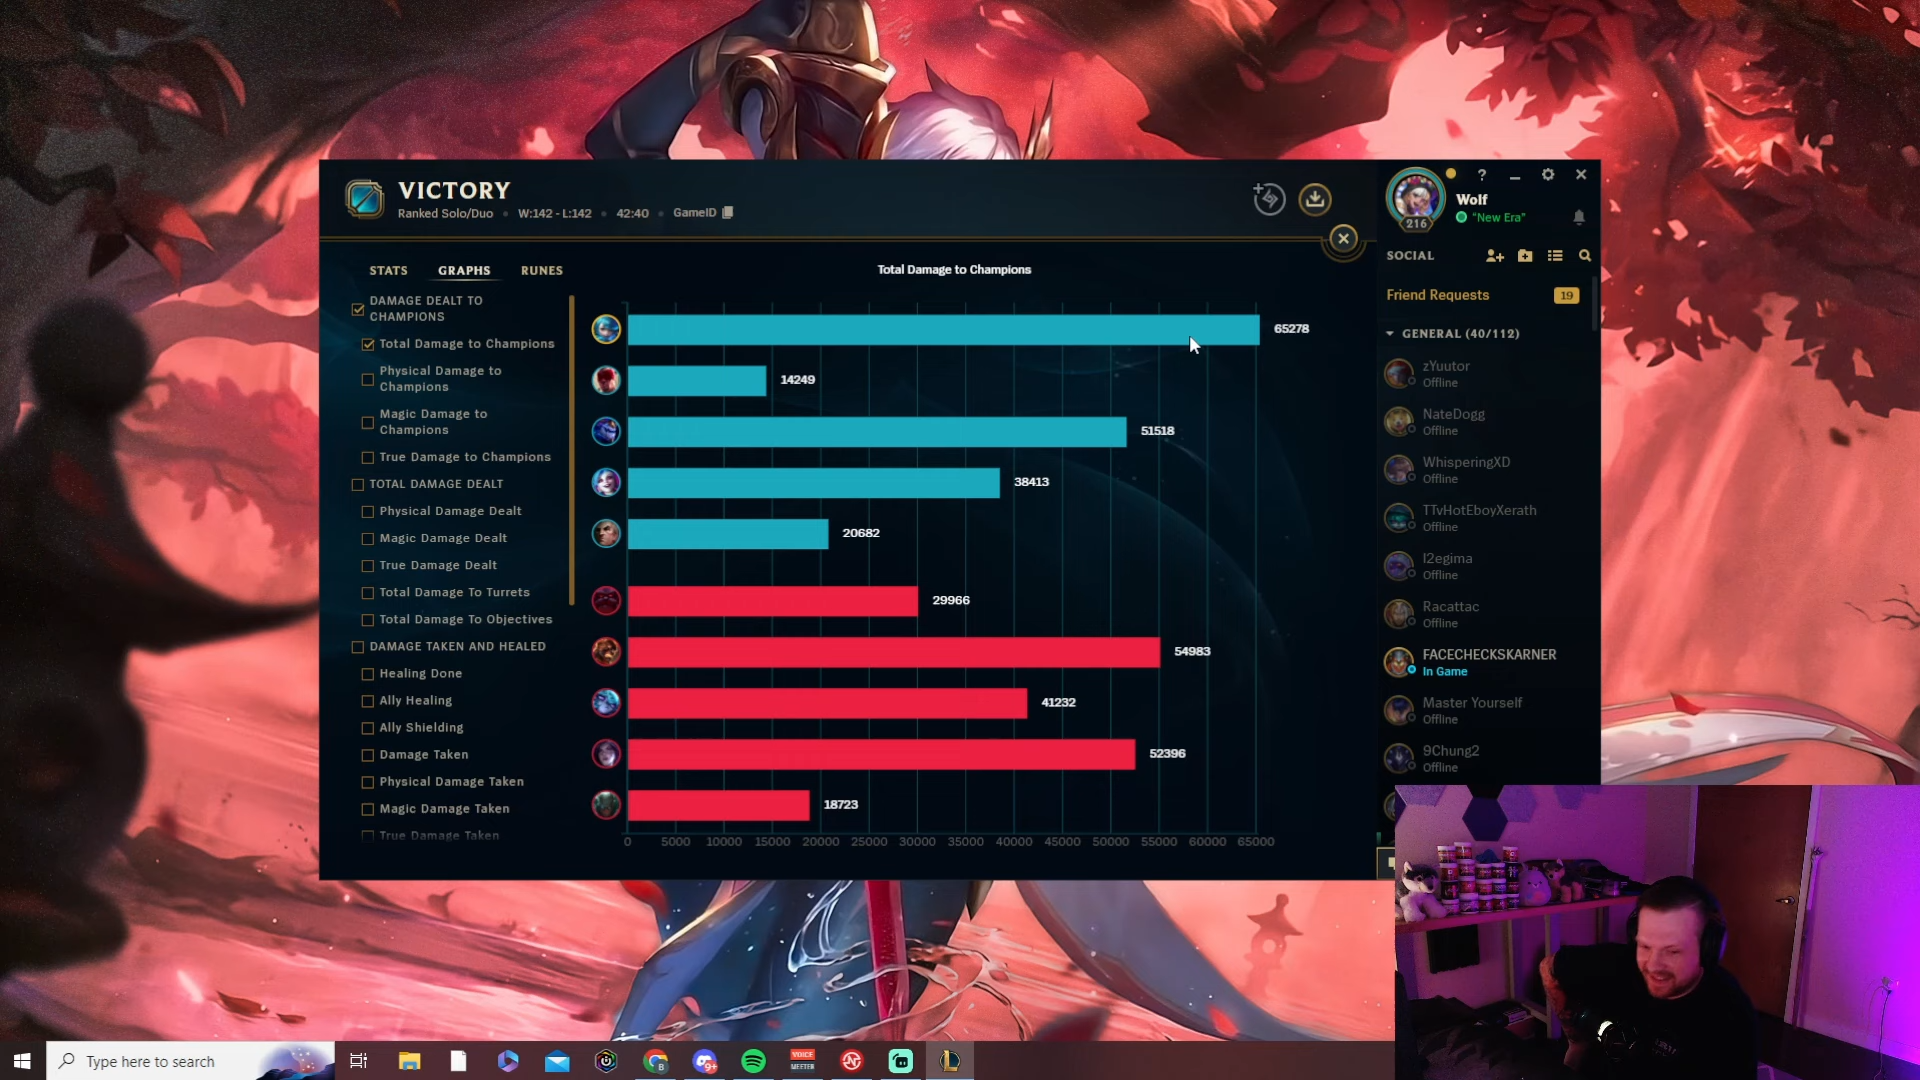 VICTORY
Ranked Solo/Duo • W:142 - L:142 • 42:40 • GameID
STATS GRAPHS RUNES
DAMAGE DEALT TO
CHAMPIONS
Total Damage to Champions
Physical Damage to
Champions
Magic Damage to
Champions
True Damage to Champions
TOTAL DAMAGE DEALT
Physical Damage Dealt
Magic Damage Dealt
True Damage Dealt
Total Damage To Turrets
Total Damage To Objectives
DAMAGE TAKEN AND HEALED
Healing Done
Ally Healing
Ally Shielding
Damage Taken
Physical Damage Taken
Magic Damage Taken
True Damage Taken
Total Damage to Champions
65278
14249
51518
38413
20682
29966
54983
41232
52396
18723
0 5000 10000 15000 20000 25000 30000 35000 40000 45000 50000 55000 60000 65000
?
216
Wolf
"New Era"
SOCIAL
Friend Requests 19
GENERAL (40/112)
zYuutor
Offline
NateDogg
Offline
WhisperingXD
Offline
TTvHotEboyXerath
Offline
Racattac
Offline
FACECHECKSKARNER
In Game
Master Yourself
Offline
9Chung2
Offline
Type here to search
B
9+
VOICE
MEETER
L